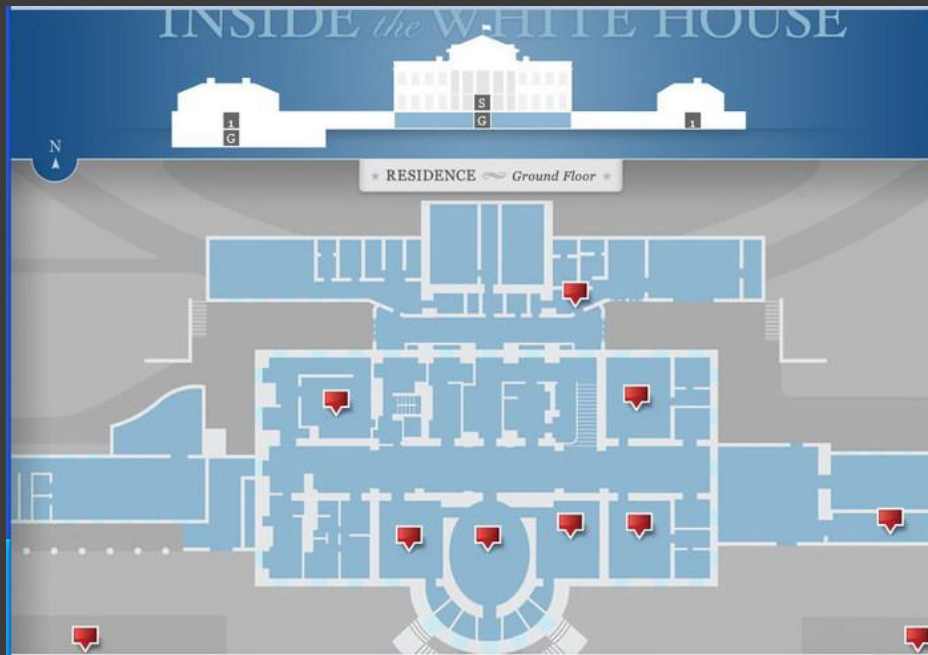 INSIDE the WHITE HOUSE
S
1 G 1
G
N
RESIDENCE Ground Floor